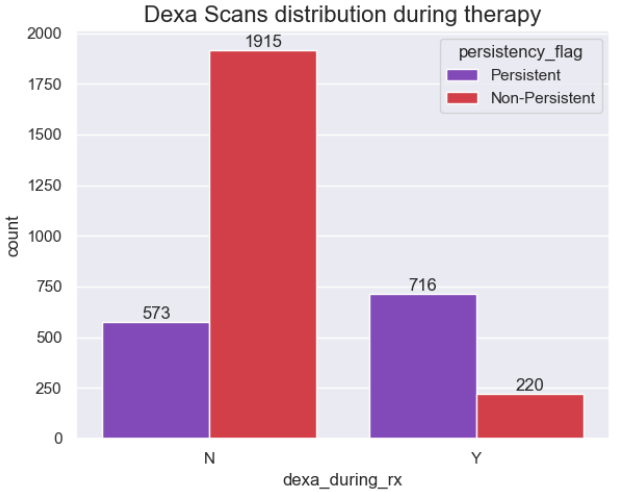 Dexa Scans distribution during therapy
2000
1750
1500
1250
1000
750
500
250
0
count
573
1915
716
220
persistency_flag
Persistent
Non-Persistent
N
Y
dexa_during_rx